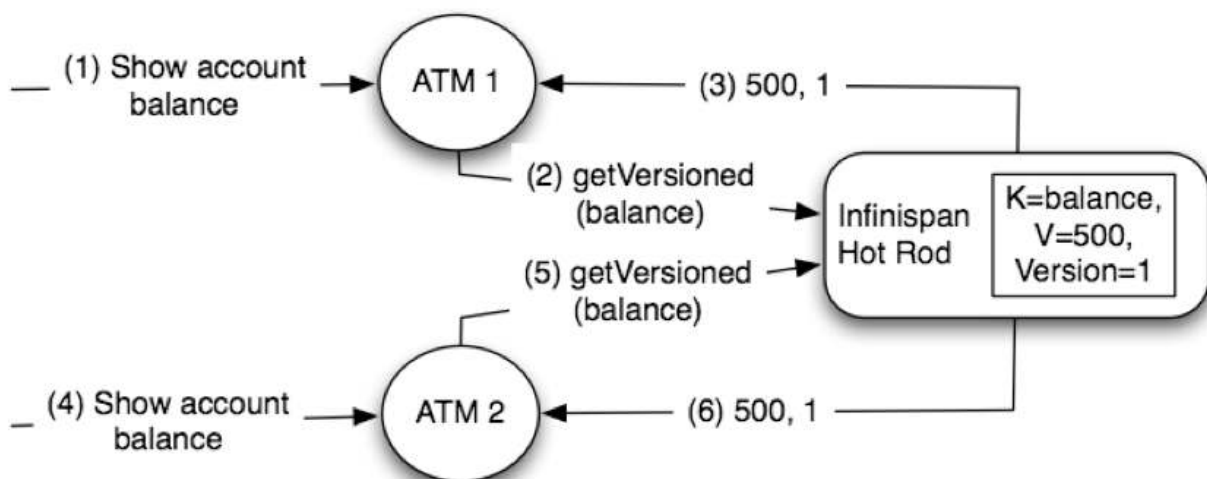 (1) Show account
balance
ATM 1
(3) 500, 1
(2) getVersioned
(balance)
Infinispan
Hot Rod
K=balance,
V=500,
Version=1
(5) getVersioned
(balance)
(4) Show account
balance
ATM 2
(6) 500, 1